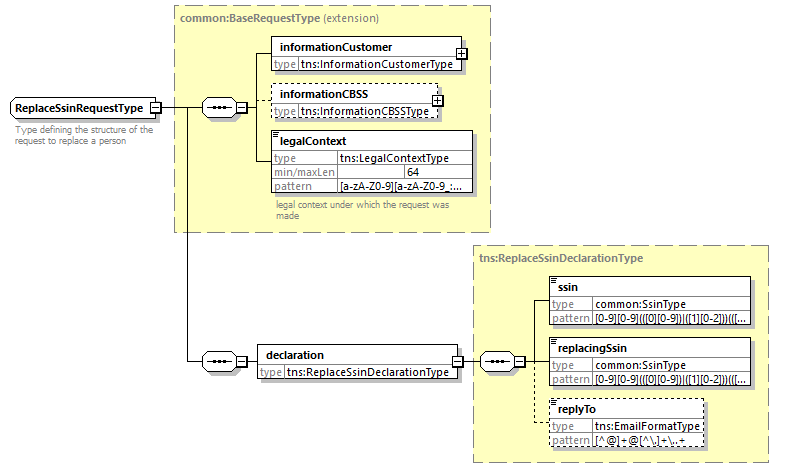 common:BaseRequestType (extension)
informationCustomer
type tns:InformationCustomerType
informationCBSS
type tns:InformationCBSSType
ReplaceSsinRequestType
Type defining the structure of the
request to replace a person
legalContext
type tns:LegalContextType
min/maxLen 64
pattern [a-zA-Z0-9][a-zA-Z0-9_:...
legal context under which the request was
made
tns:ReplaceSsinDeclarationType
ssin
type common:SsinType
pattern [0-9][0-9](([0][0-9])|([1][0-2]))(([...
declaration
type tns:ReplaceSsinDeclarationType
replacingSsin
type common:SsinType
pattern [0-9][0-9](([0][0-9])|([1][0-2]))(([...
replyTo
type tns:EmailFormatType
pattern [^@]+@[^\.]+\..+